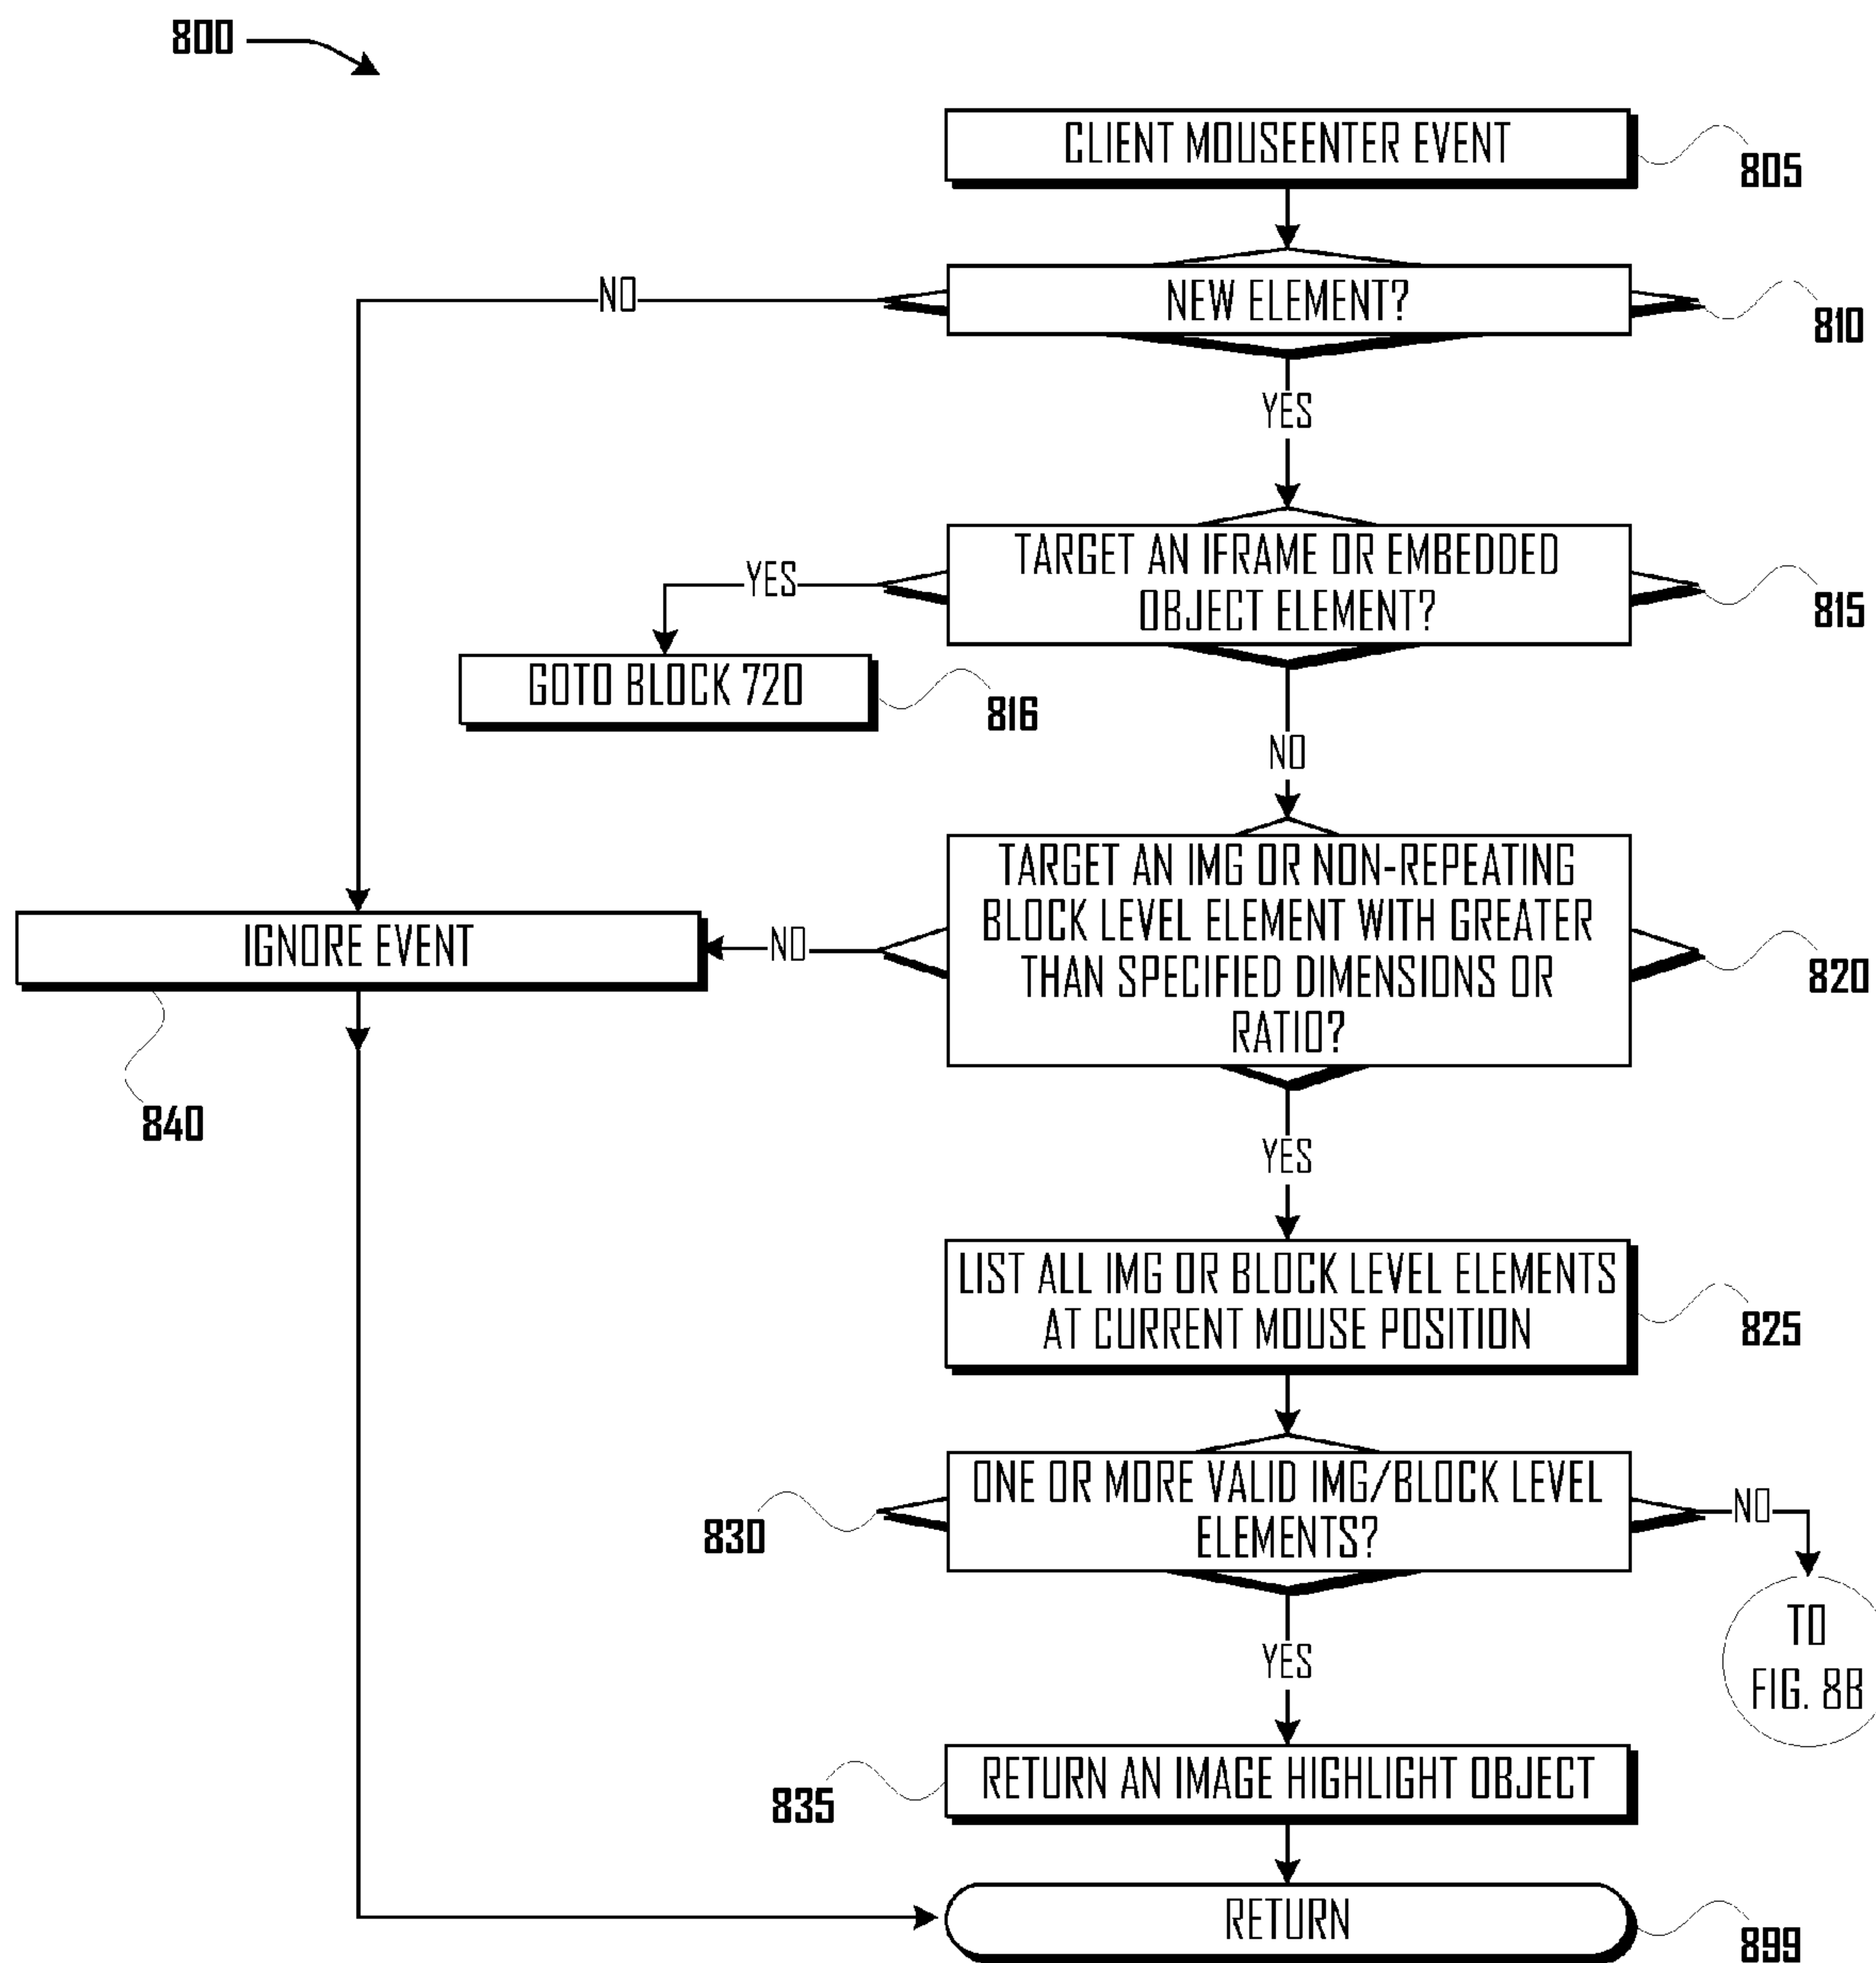 800
CLIENT MOUSEENTER EVENT
805
NEW ELEMENT?
810
NO
YES
TARGET AN IFRAME OR EMBEDDED
OBJECT ELEMENT?
815
YES
GOTO BLOCK 720
816
NO
TARGET AN IMG OR NON-REPEATING
BLOCK LEVEL ELEMENT WITH GREATER
THAN SPECIFIED DIMENSIONS OR
RATIO?
820
NO
IGNORE EVENT
840
YES
LIST ALL IMG OR BLOCK LEVEL ELEMENTS
AT CURRENT MOUSE POSITION
825
ONE OR MORE VALID IMG/BLOCK LEVEL
ELEMENTS?
830
NO
TO
FIG. 8B
YES
RETURN AN IMAGE HIGHLIGHT OBJECT
835
RETURN
899